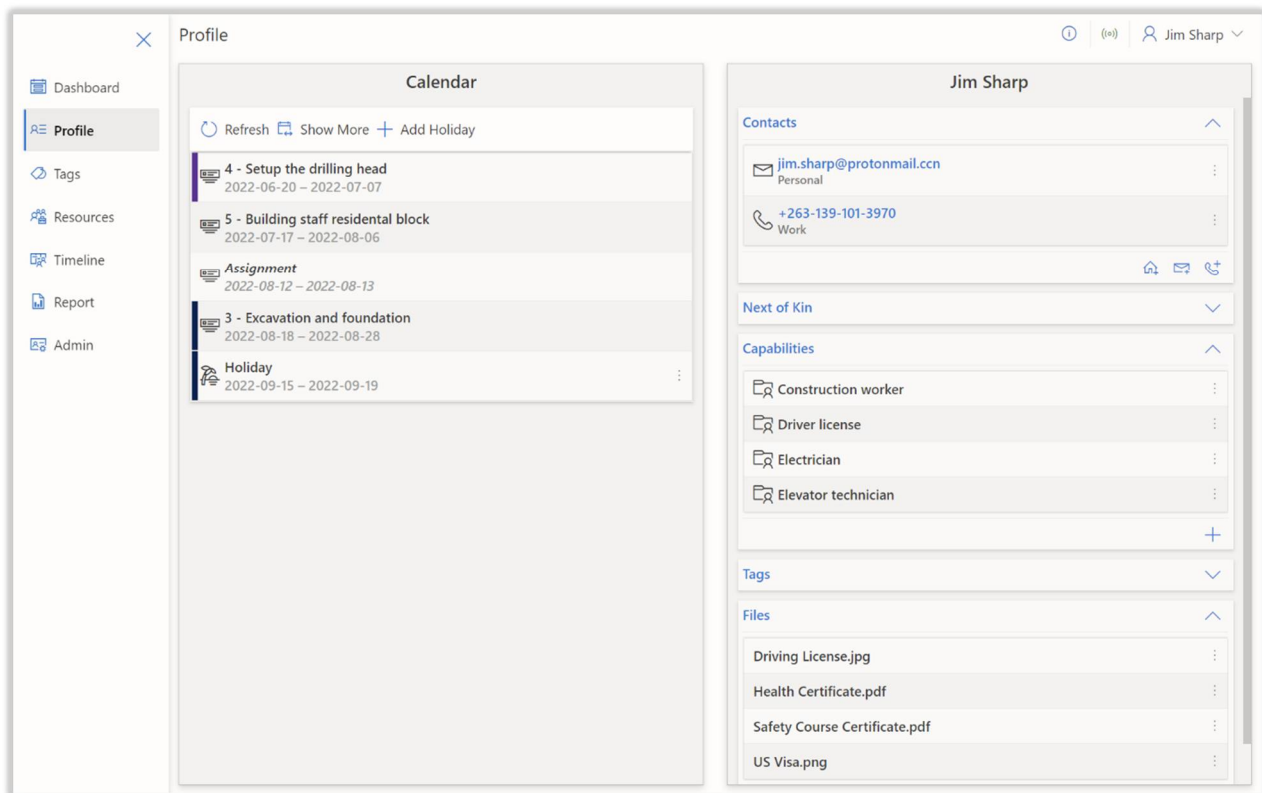 Profile
Jim Sharp
Dashboard
Profile
Tags
Resources
Timeline
Report
Admin
Calendar
Refresh Show More Add Holiday
4 - Setup the drilling head
2022-06-20 – 2022-07-07
5 - Building staff residental block
2022-07-17 – 2022-08-06
Assignment
2022-08-12 – 2022-08-13
3 - Excavation and foundation
2022-08-18 – 2022-08-28
Holiday
2022-09-15 – 2022-09-19
Jim Sharp
Contacts
jim.sharp@protonmail.ccn
Personal
+263-139-101-3970
Work
Next of Kin
Capabilities
Construction worker
Driver license
Electrician
Elevator technician
Tags
Files
Driving License.jpg
Health Certificate.pdf
Safety Course Certificate.pdf
US Visa.png